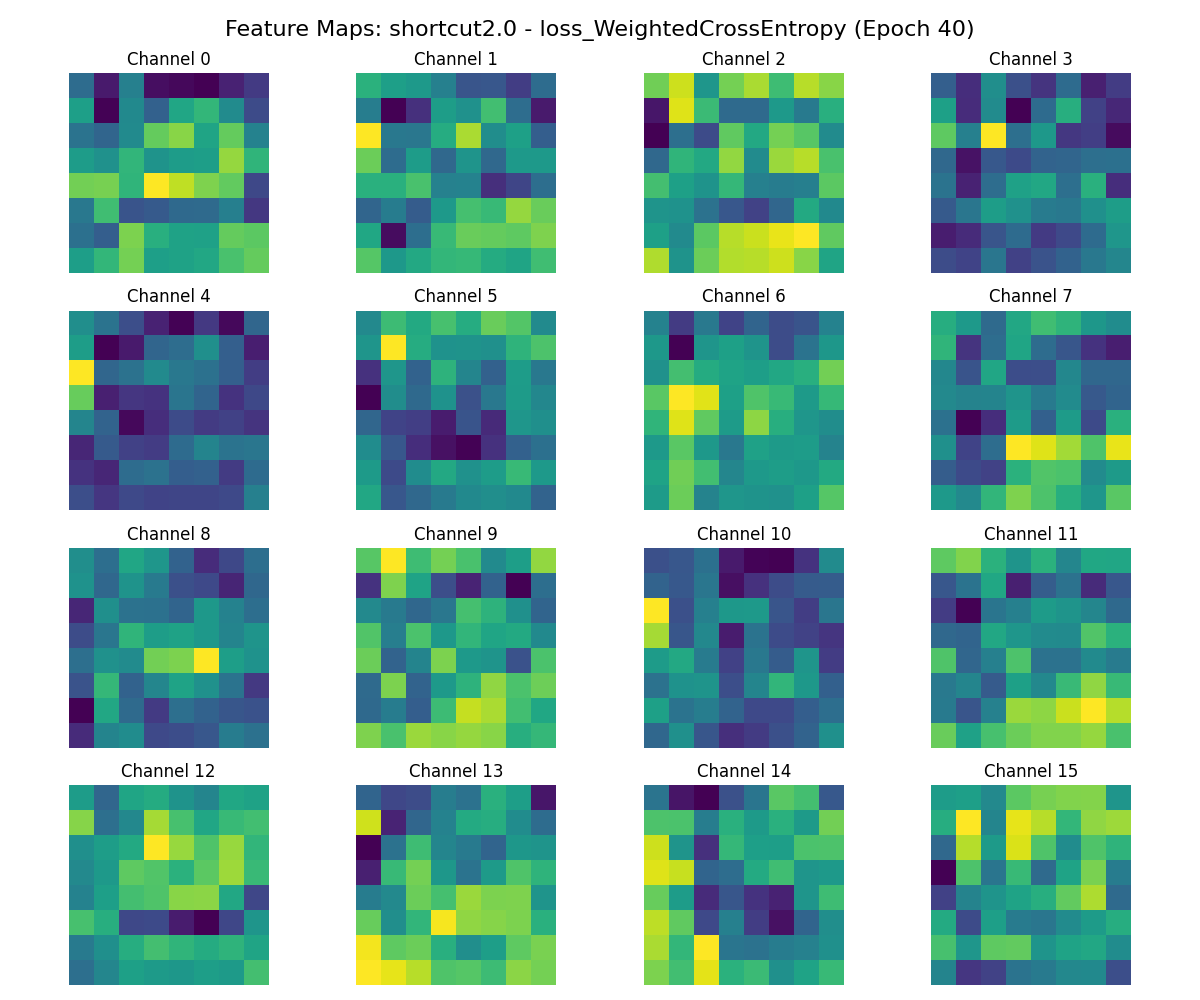 Feature Maps: shortcut2.0 - loss_WeightedCrossEntropy (Epoch 40)
Channel 0
Channel 1
Channel 2
Channel 3
Channel 4
Channel 5
Channel 6
Channel 7
Channel 8
Channel 9
Channel 10
Channel 11
Channel 12
Channel 13
Channel 14
Channel 15